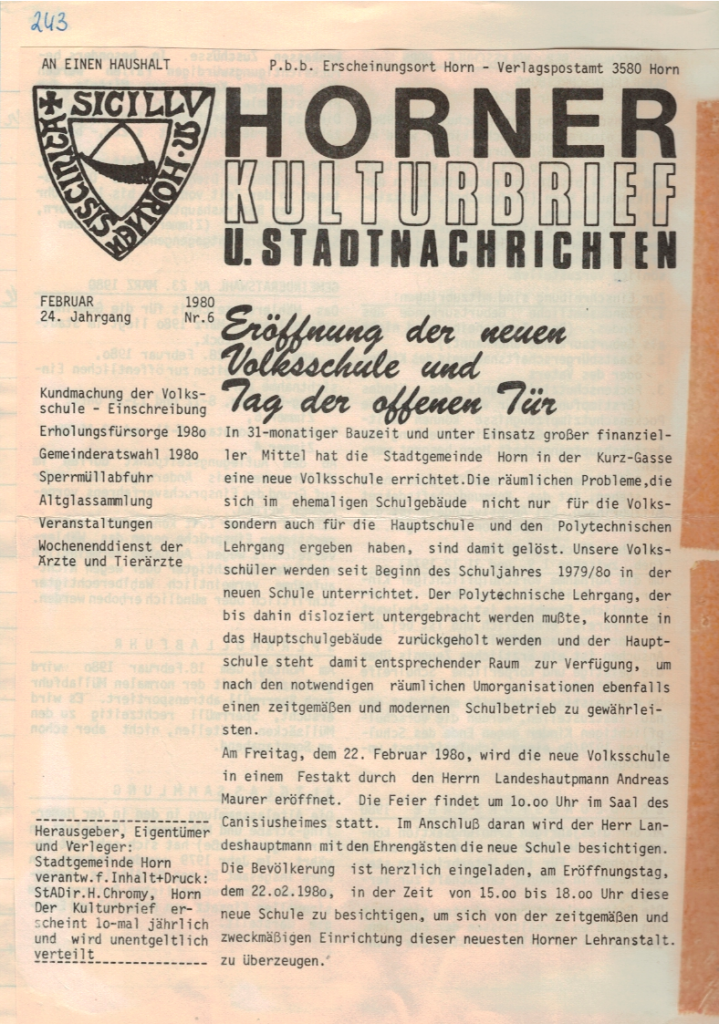 243
AN EINEN HAUSHALT
P.b.b. Erscheinungsort Horn - Verlagspostamt 3580 Horn
SIGILLV
HORNER
KULTURBRIEF
U. STADTNACHRICHTEN
FEBRUAR 1980
24. Jahrgang Nr.6
Eröffnung der neuen
Volksschule und
Tag der offenen Tür
Kundmachung der Volks-
schule - Einschreibung
Erholungsfürsorge 198o
Gemeinderatswahl 198o
Sperrmüllabfuhr
Altglassammlung
Veranstaltungen
Wochenenddienst der
Ärzte und Tierärzte
In 31-monatiger Bauzeit und unter Einsatz großer finanziel-
ler Mittel hat die Stadtgemeinde Horn in der Kurz-Gasse
eine neue Volksschule errichtet.Die räumlichen Probleme,die
sich im ehemaligen Schulgebäude nicht nur für die Volks-
sondern auch für die Hauptschule und den Polytechnischen
Lehrgang ergeben haben, sind damit gelöst. Unsere Volks-
schüler werden seit Beginn des Schuljahres 1979/8o in der
neuen Schule unterrichtet. Der Polytechnische Lehrgang, der
bis dahin disloziert untergebracht werden mußte, konnte in
das Hauptschulgebäude zurückgeholt werden und der Haupt-
schule steht damit entsprechender Raum zur Verfügung, um
nach den notwendigen räumlichen Umorganisationen ebenfalls
einen zeitgemäßen und modernen Schulbetrieb zu gewährlei-
sten.
Am Freitag, dem 22. Februar 198o, wird die neue Volksschule
in einem Festakt durch den Herrn Landeshautpmann Andreas
Maurer eröffnet. Die Feier findet um 1o.oo Uhr im Saal des
Canisiusheimes statt. Im Anschluß daran wird der Herr Lan-
deshauptmann mit den Ehrengästen die neue Schule besichtigen.
Die Bevölkerung ist herzlich eingeladen, am Eröffnungstag,
dem 22.o2.198o, in der Zeit von 15.oo bis 18.oo Uhr diese
neue Schule zu besichtigen, um sich von der zeitgemäßen und
zweckmäßigen Einrichtung dieser neuesten Horner Lehranstalt.
zu überzeugen.
Herausgeber, Eigentümer
und Verleger:
Stadtgemeinde Horn
verantw.f.Inhalt+Druck:
StADir.H.Chromy, Horn
Der Kulturbrief er-
scheint 1o-mal jährlich
und wird unentgeltlich
verteilt